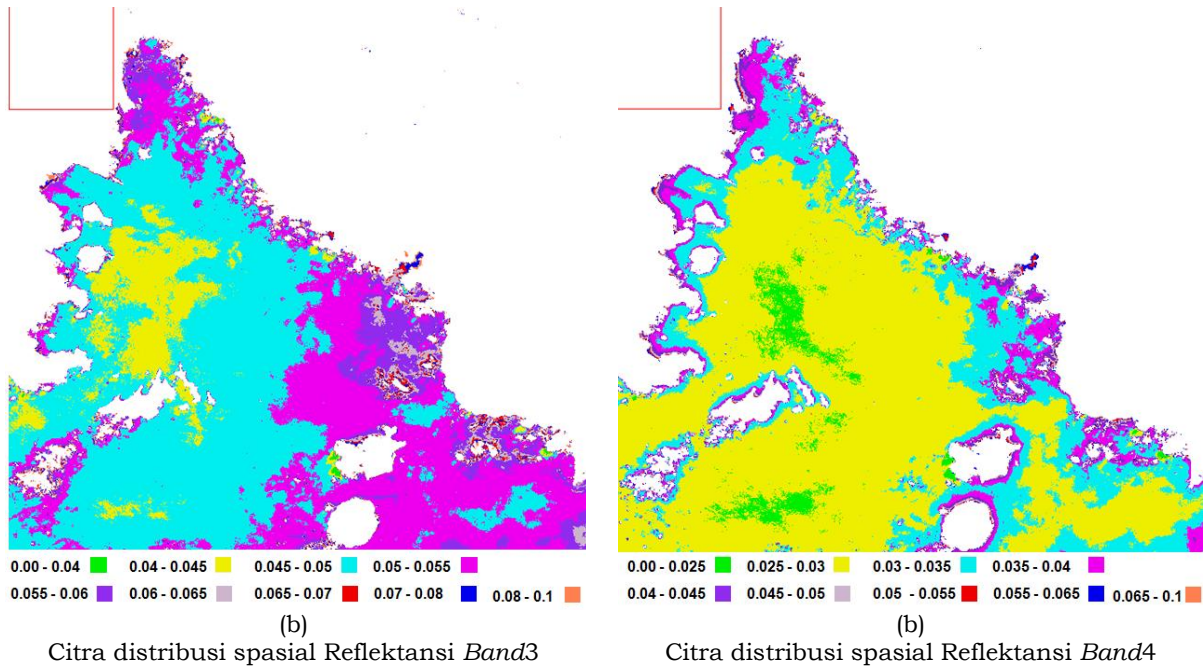 0.00 - 0.04 0.04 - 0.045 0.045 - 0.05 0.05 - 0.055
0.055 - 0.06 0.06 - 0.065 0.065 - 0.07 0.07 - 0.08 0.08 - 0.1
(b)
Citra distribusi spasial Reflektansi Band3
0.00 - 0.025 0.025 - 0.03 0.03 - 0.035 0.035 - 0.04
0.04 - 0.045 0.045 - 0.05 0.05 - 0.055 0.055 - 0.065 0.065 - 0.1
(b)
Citra distribusi spasial Reflektansi Band4